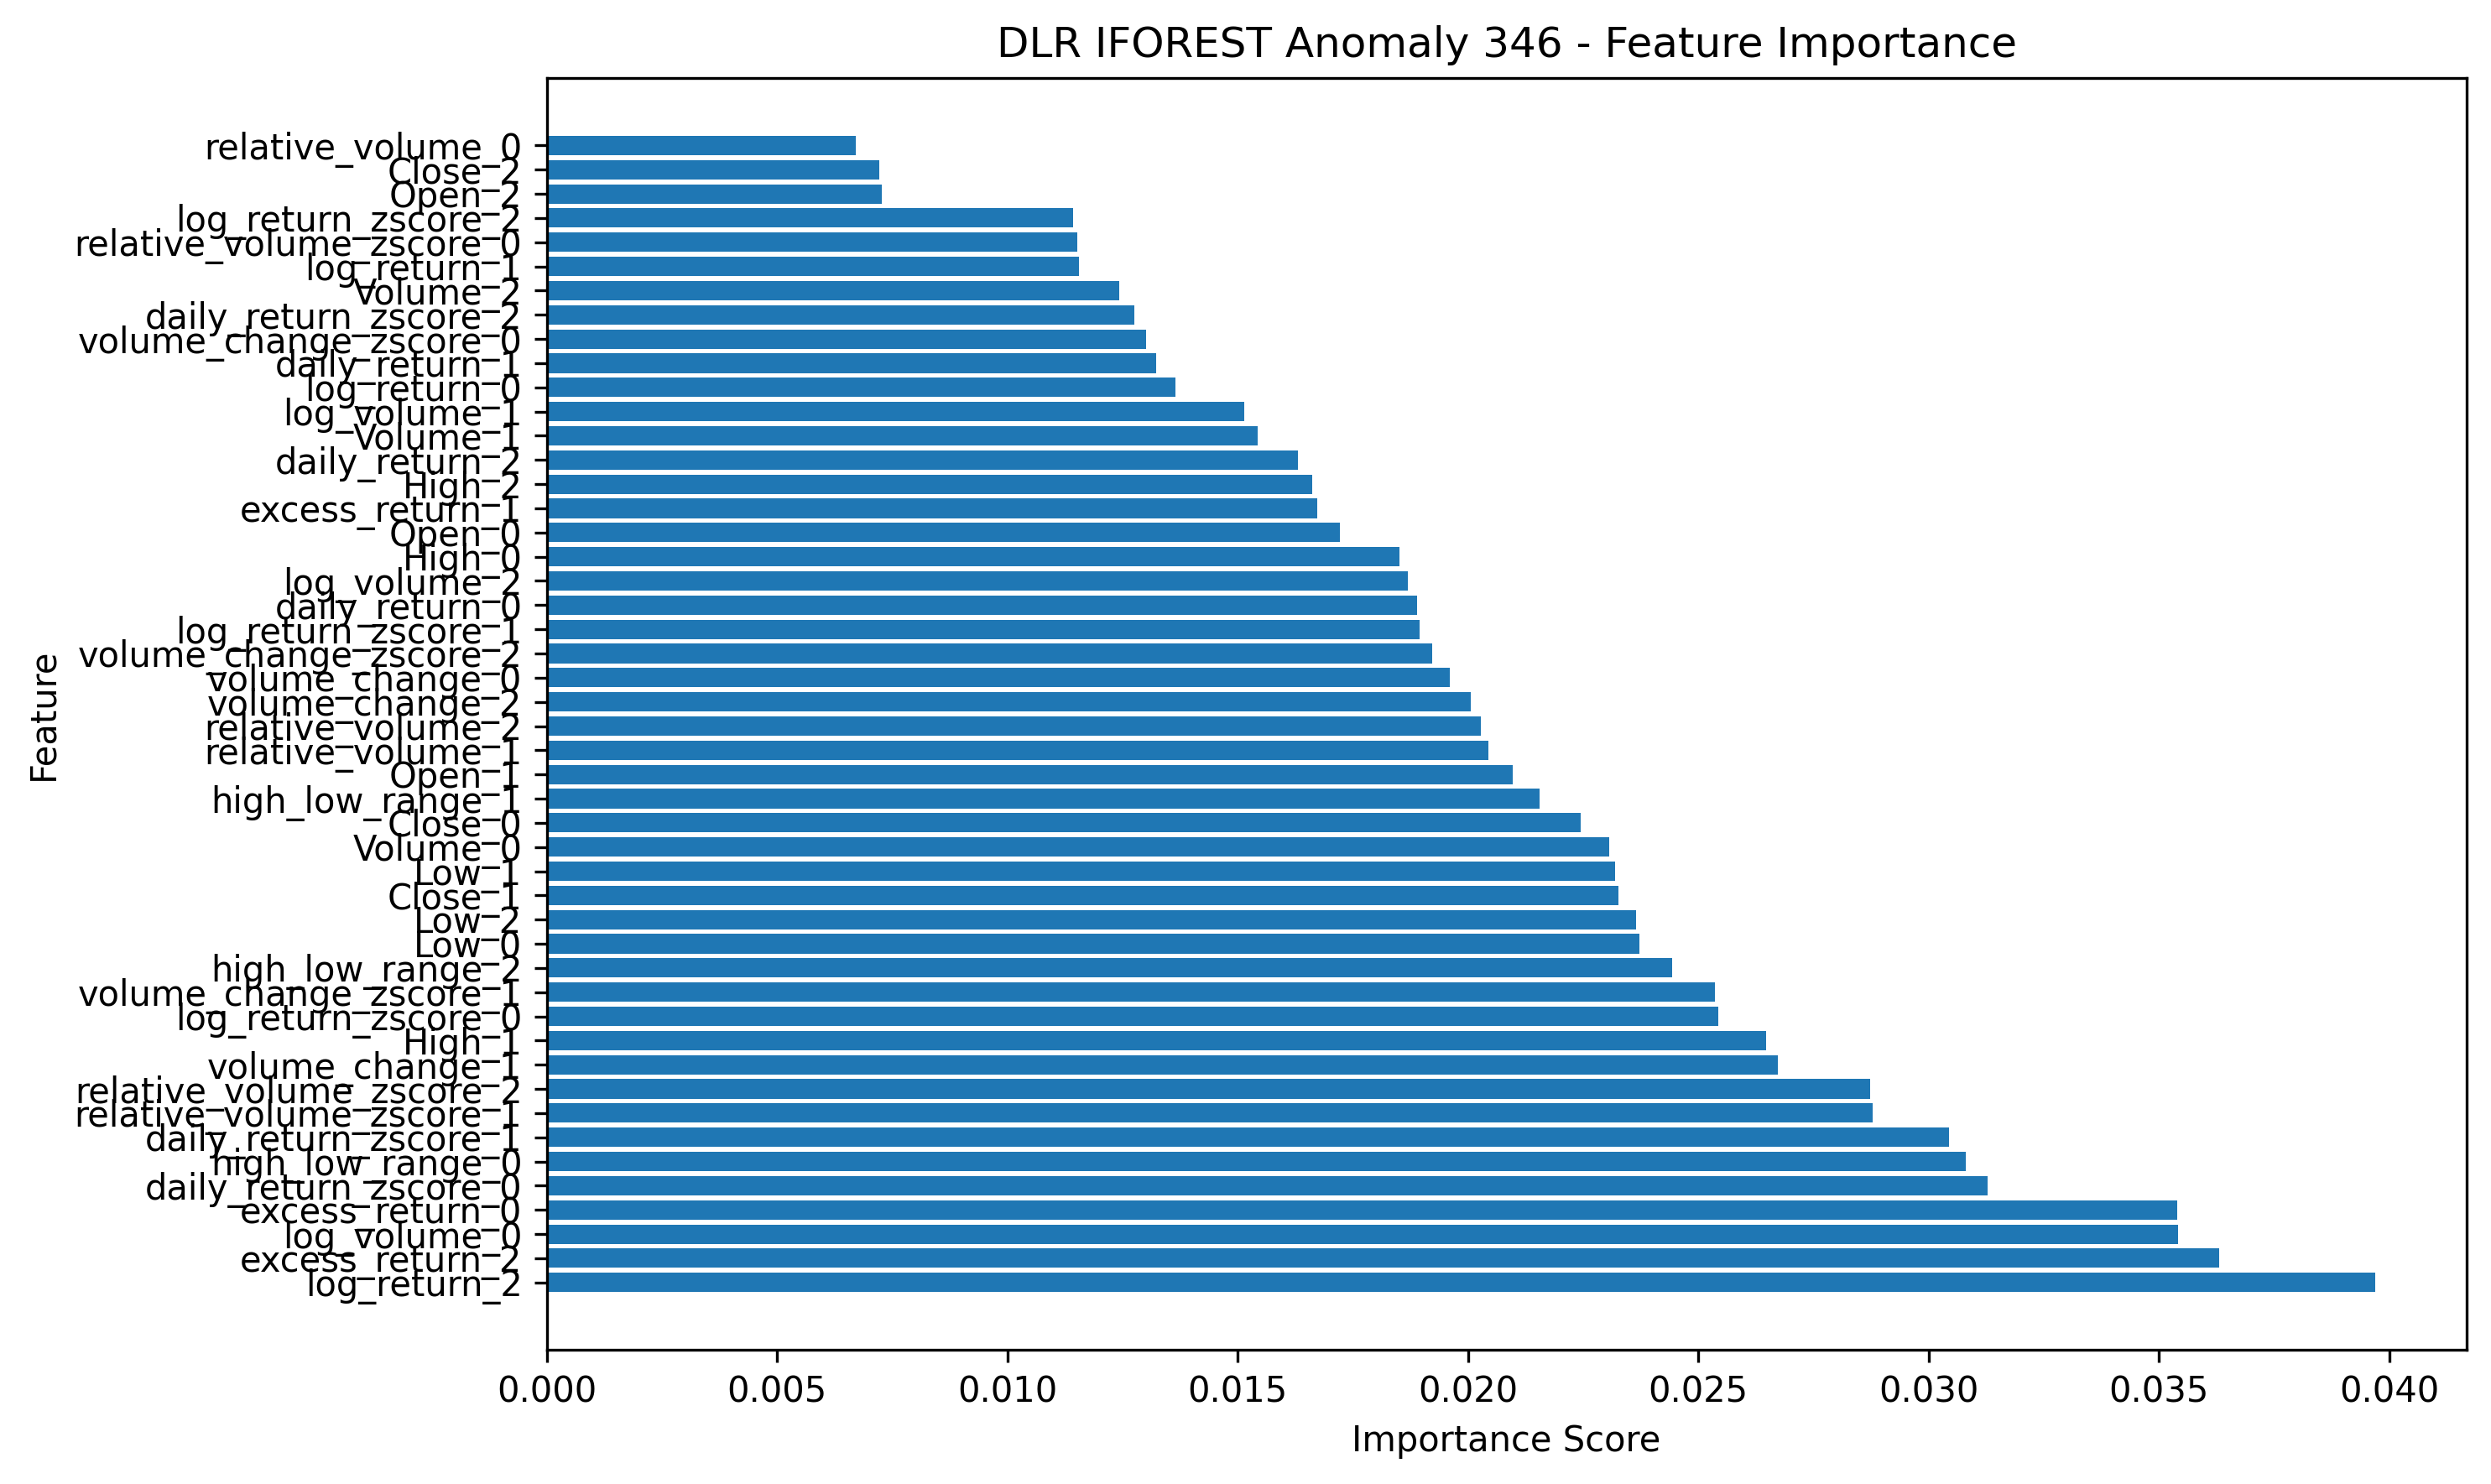 DLR IFOREST Anomaly 346 - Feature Importance
relative_volume_0
Close_2
Open_2
log_return_zscore_2
relative_volume_zscore_0
log_return_1
Volume_2
daily_return_zscore_2
volume_change_zscore_0
daily_return_1
log_return_0
log_volume_1
Volume_1
daily_return_2
High_2
excess_return_1
Open_0
High_0
log_volume_2
daily_return_0
log_return_zscore_1
volume_change_zscore_2
volume_change_0
volume_change_2
relative_volume_2
relative_volume_1
Open_1
high_low_range_1
Close_0
Volume_0
Low_1
Close_1
Low_2
Low_0
high_low_range_2
volume_change_zscore_1
log_return_zscore_0
High_1
volume_change_1
relative_volume_zscore_2
relative_volume_zscore_1
daily_return_zscore_1
high_low_range_0
daily_return_zscore_0
excess_return_0
log_volume_0
excess_return_2
log_return_2
Feature
0.000 0.005 0.010 0.015 0.020 0.025 0.030 0.035 0.040
Importance Score